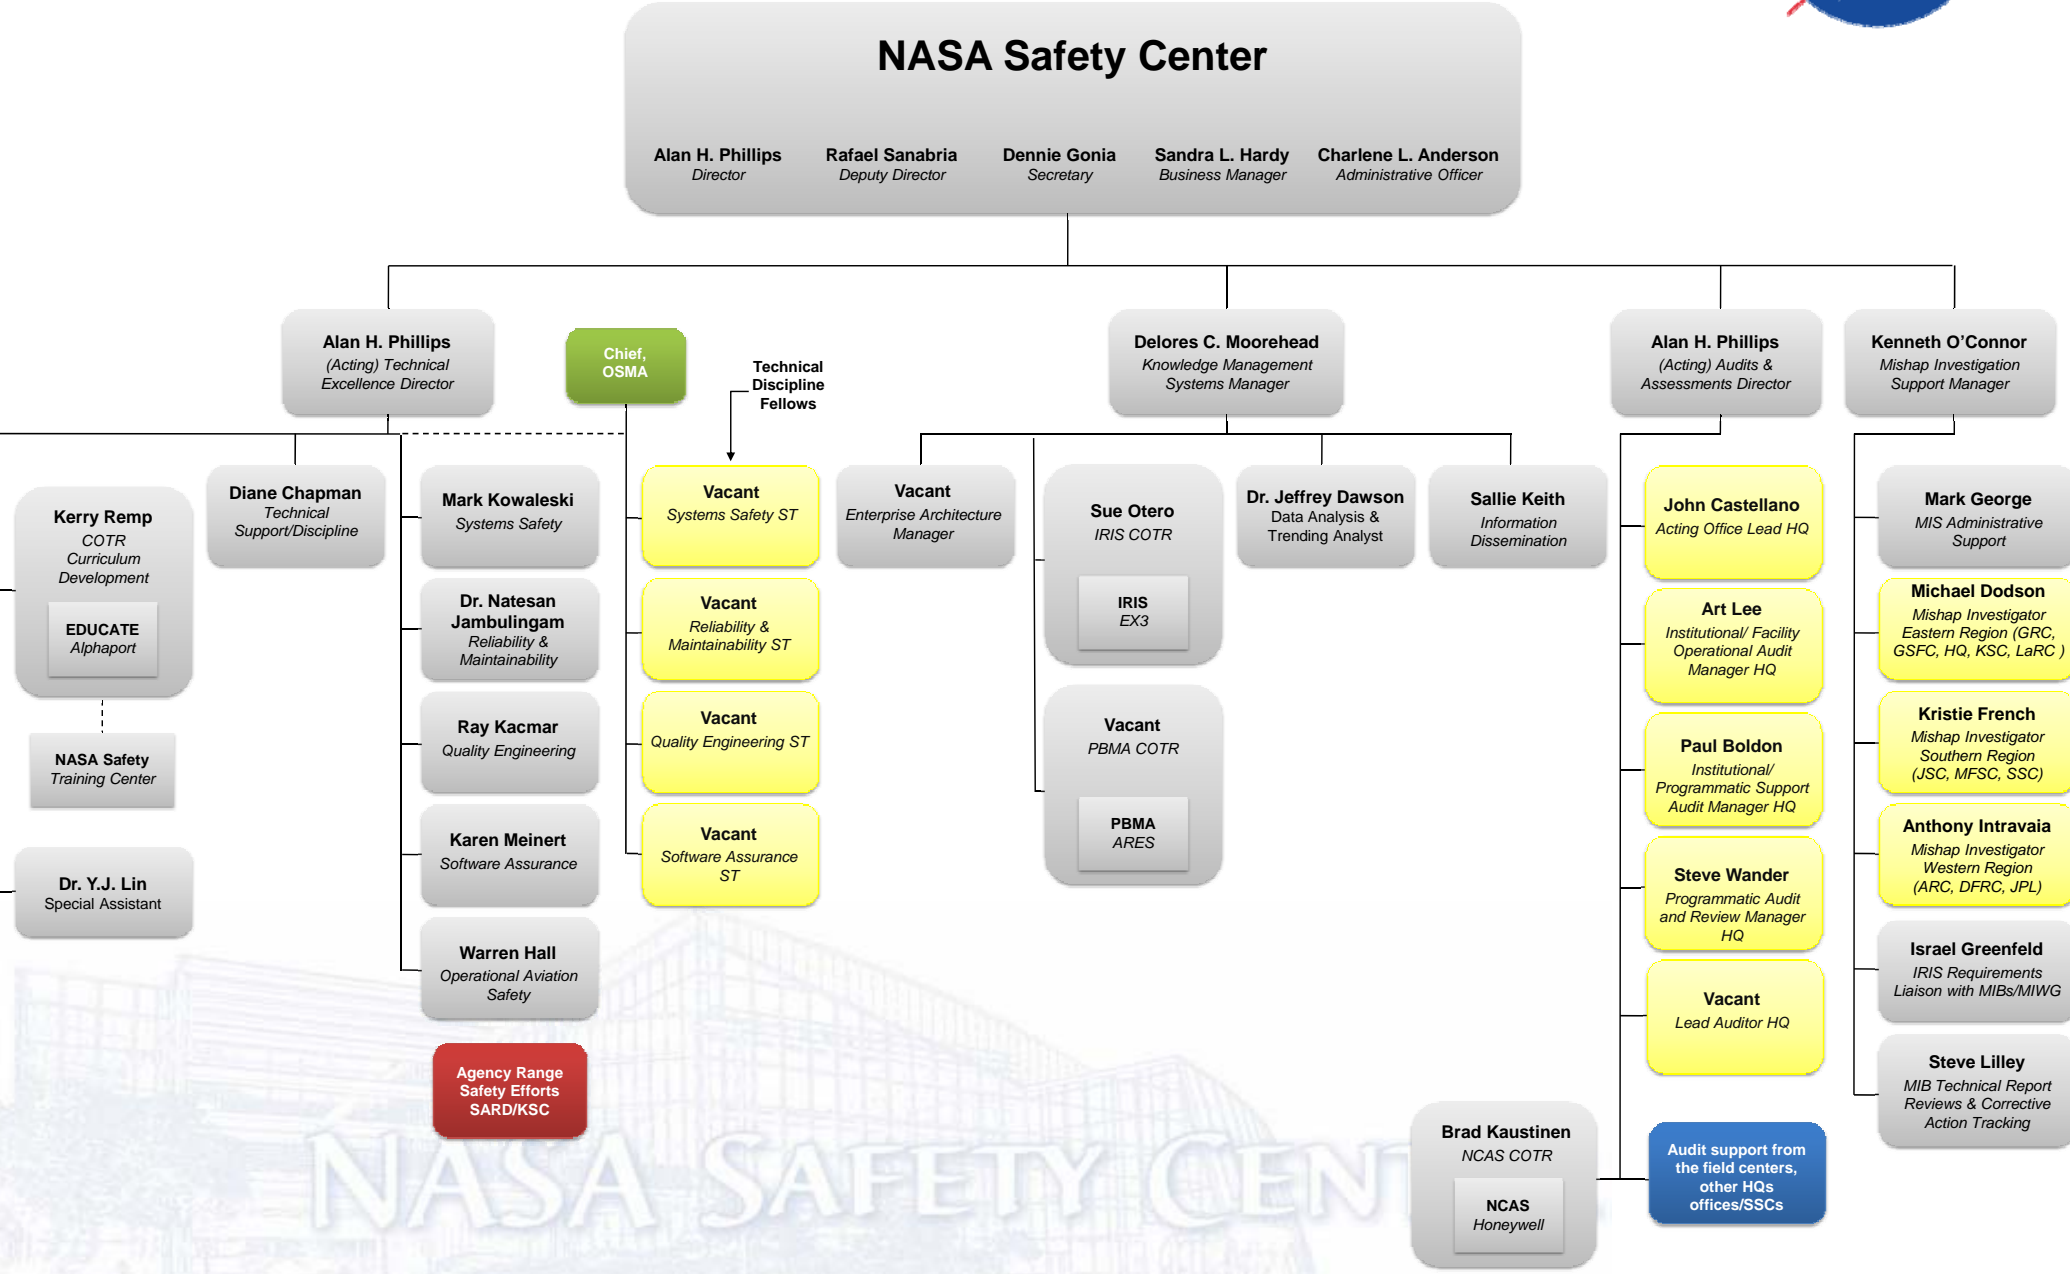 NASA Safety Center
Alan H. Phillips
Director
Rafael Sanabria
Deputy Director
Dennie Gonia
Secretary
Sandra L. Hardy
Business Manager
Charlene L. Anderson
Administrative Officer
Alan H. Phillips
(Acting) Technical
Excellence Director
Chief,
OSMA
Technical
Discipline
Fellows
Delores C. Moorehead
Knowledge Management
Systems Manager
Alan H. Phillips
(Acting) Audits &
Assessments Director
Kenneth O’Connor
Mishap Investigation
Support Manager
Kerry Remp
COTR
Curriculum
Development
EDUCATE
Alphaport
NASA Safety
Training Center
Dr. Y.J. Lin
Special Assistant
Diane Chapman
Technical
Support/Discipline
Mark Kowaleski
Systems Safety
Dr. Natesan
Jambulingam
Reliability &
Maintainability
Ray Kacmar
Quality Engineering
Karen Meinert
Software Assurance
Warren Hall
Operational Aviation
Safety
Agency Range
Safety Efforts
SARD/KSC
Vacant
Systems Safety ST
Vacant
Reliability &
Maintainability ST
Vacant
Quality Engineering ST
Vacant
Software Assurance
ST
Vacant
Enterprise Architecture
Manager
Sue Otero
IRIS COTR
IRIS
EX3
Vacant
PBMA COTR
PBMA
ARES
Dr. Jeffrey Dawson
Data Analysis &
Trending Analyst
Sallie Keith
Information
Dissemination
John Castellano
Acting Office Lead HQ
Art Lee
Institutional/ Facility
Operational Audit
Manager HQ
Paul Boldon
Institutional/
Programmatic Support
Audit Manager HQ
Steve Wander
Programmatic Audit
and Review Manager
HQ
Vacant
Lead Auditor HQ
Brad Kaustinen
NCAS COTR
NCAS
Honeywell
Audit support from
the field centers,
other HQs
offices/SSCs
Mark George
MIS Administrative
Support
Michael Dodson
Mishap Investigator
Eastern Region (GRC,
GSFC, HQ, KSC, LaRC )
Kristie French
Mishap Investigator
Southern Region
(JSC, MFSC, SSC)
Anthony Intravaia
Mishap Investigator
Western Region
(ARC, DFRC, JPL)
Israel Greenfeld
IRIS Requirements
Liaison with MIBs/MIWG
Steve Lilley
MIB Technical Report
Reviews & Corrective
Action Tracking
NASA SAFETY CENT